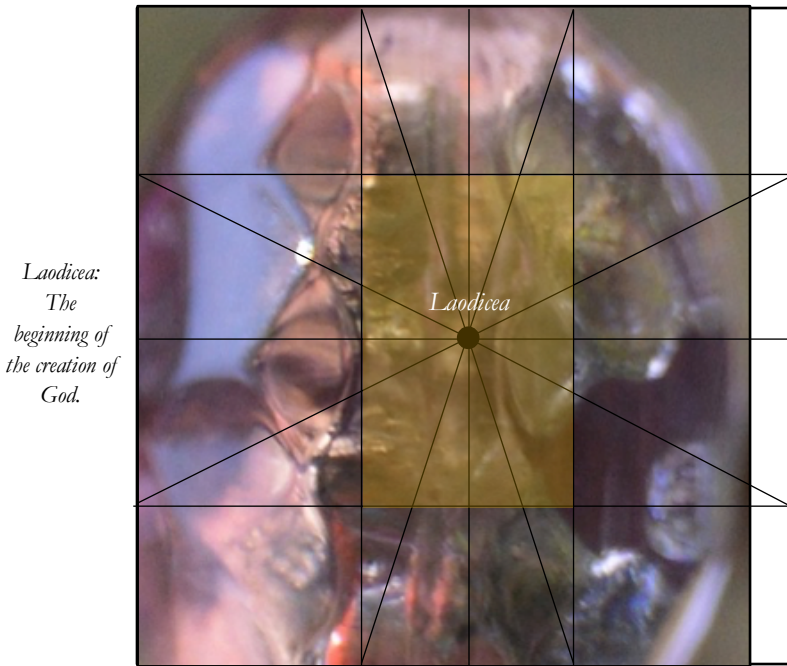 Laodicea:
The
beginning of
the creation of
God.
Laodicea